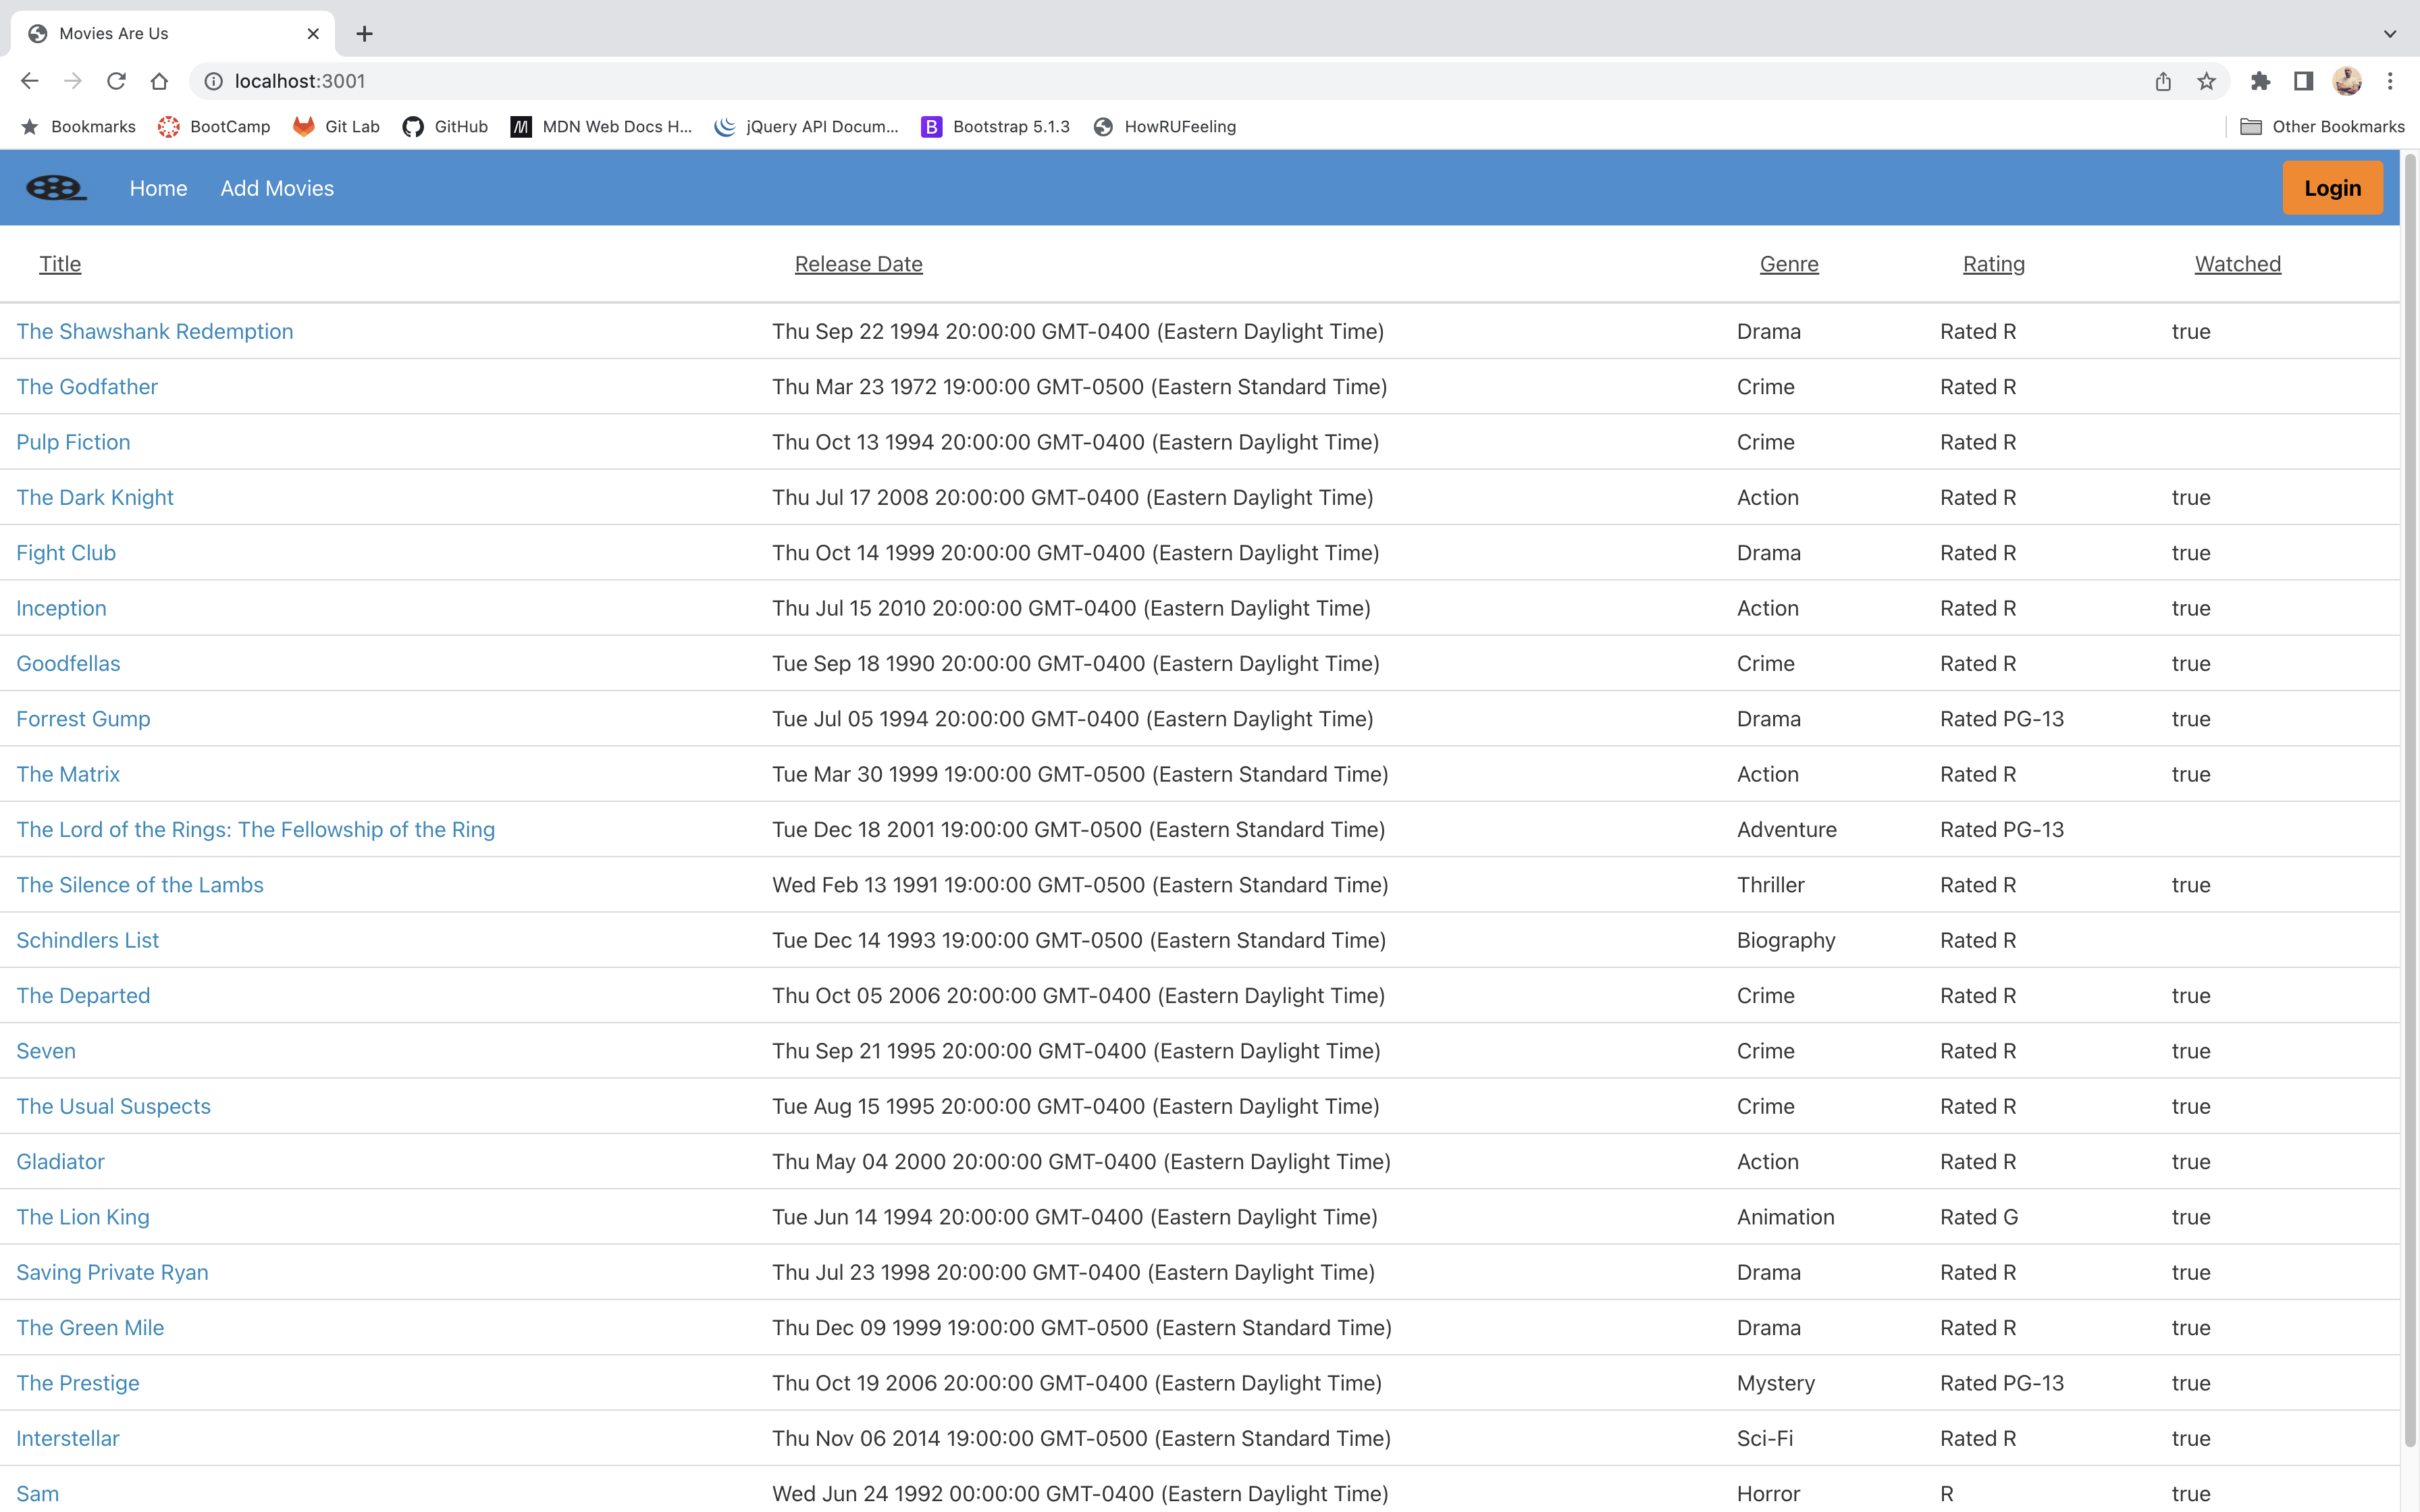 Movies Are Us
localhost:3001
Bookmarks BootCamp Git Lab GitHub MDN Web Docs H... jQuery API Docum... Bootstrap 5.1.3 HowRUFeeling Other Bookmarks
Home Add Movies Login
Title Release Date Genre Rating Watched
The Shawshank Redemption Thu Sep 22 1994 20:00:00 GMT-0400 (Eastern Daylight Time) Drama Rated R true
The Godfather Thu Mar 23 1972 19:00:00 GMT-0500 (Eastern Standard Time) Crime Rated R
Pulp Fiction Thu Oct 13 1994 20:00:00 GMT-0400 (Eastern Daylight Time) Crime Rated R
The Dark Knight Thu Jul 17 2008 20:00:00 GMT-0400 (Eastern Daylight Time) Action Rated R true
Fight Club Thu Oct 14 1999 20:00:00 GMT-0400 (Eastern Daylight Time) Drama Rated R true
Inception Thu Jul 15 2010 20:00:00 GMT-0400 (Eastern Daylight Time) Action Rated R true
Goodfellas Tue Sep 18 1990 20:00:00 GMT-0400 (Eastern Daylight Time) Crime Rated R true
Forrest Gump Tue Jul 05 1994 20:00:00 GMT-0400 (Eastern Daylight Time) Drama Rated PG-13 true
The Matrix Tue Mar 30 1999 19:00:00 GMT-0500 (Eastern Standard Time) Action Rated R true
The Lord of the Rings: The Fellowship of the Ring Tue Dec 18 2001 19:00:00 GMT-0500 (Eastern Standard Time) Adventure Rated PG-13
The Silence of the Lambs Wed Feb 13 1991 19:00:00 GMT-0500 (Eastern Standard Time) Thriller Rated R true
Schindlers List Tue Dec 14 1993 19:00:00 GMT-0500 (Eastern Standard Time) Biography Rated R
The Departed Thu Oct 05 2006 20:00:00 GMT-0400 (Eastern Daylight Time) Crime Rated R true
Seven Thu Sep 21 1995 20:00:00 GMT-0400 (Eastern Daylight Time) Crime Rated R true
The Usual Suspects Tue Aug 15 1995 20:00:00 GMT-0400 (Eastern Daylight Time) Crime Rated R true
Gladiator Thu May 04 2000 20:00:00 GMT-0400 (Eastern Daylight Time) Action Rated R true
The Lion King Tue Jun 14 1994 20:00:00 GMT-0400 (Eastern Daylight Time) Animation Rated G true
Saving Private Ryan Thu Jul 23 1998 20:00:00 GMT-0400 (Eastern Daylight Time) Drama Rated R true
The Green Mile Thu Dec 09 1999 19:00:00 GMT-0500 (Eastern Standard Time) Drama Rated R true
The Prestige Thu Oct 19 2006 20:00:00 GMT-0400 (Eastern Daylight Time) Mystery Rated PG-13 true
Interstellar Thu Nov 06 2014 19:00:00 GMT-0500 (Eastern Standard Time) Sci-Fi Rated R true
Sam Wed Jun 24 1992 00:00:00 GMT-0400 (Eastern Daylight Time) Horror R true